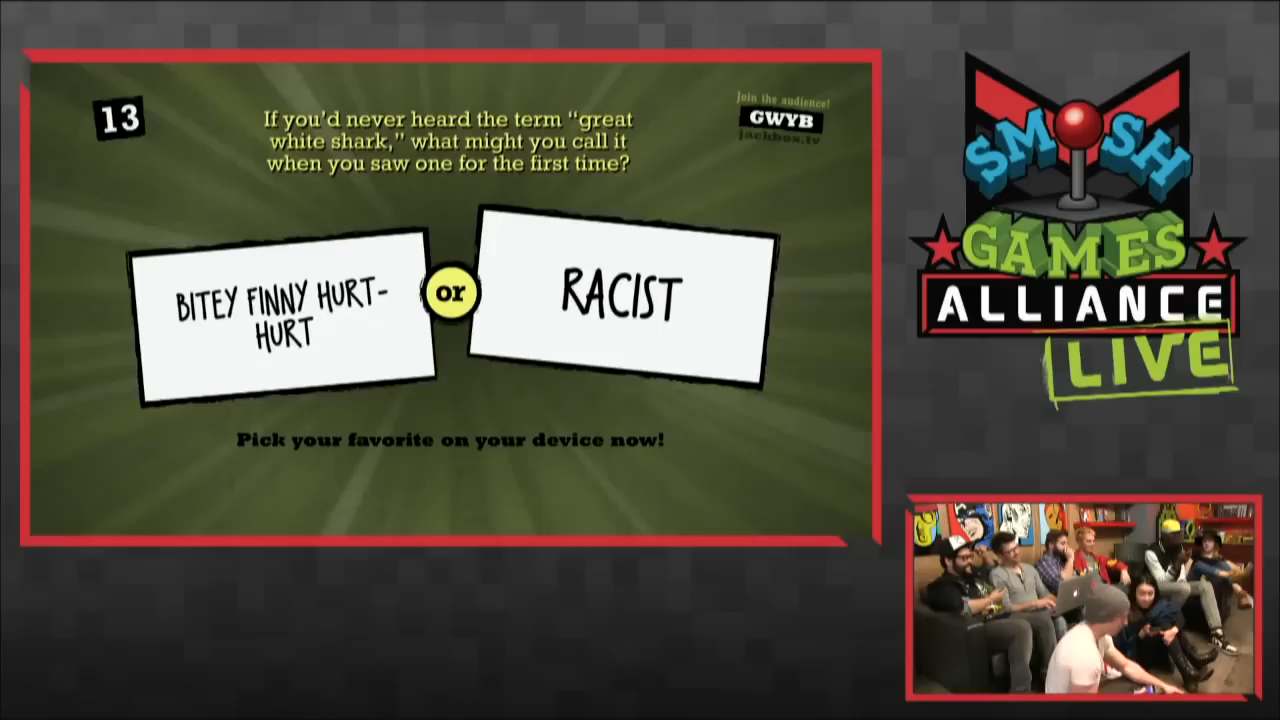 13
If you'd never heard the term "great
white shark," what might you call it
when you saw one for the first time?
Join the audience!
GWYB
jackbox.tv
BITEY FINNY HURT-
HURT
or
RACIST
Pick your favorite on your device now!
SMOSH
GAMES
ALLIANCE
LIVE